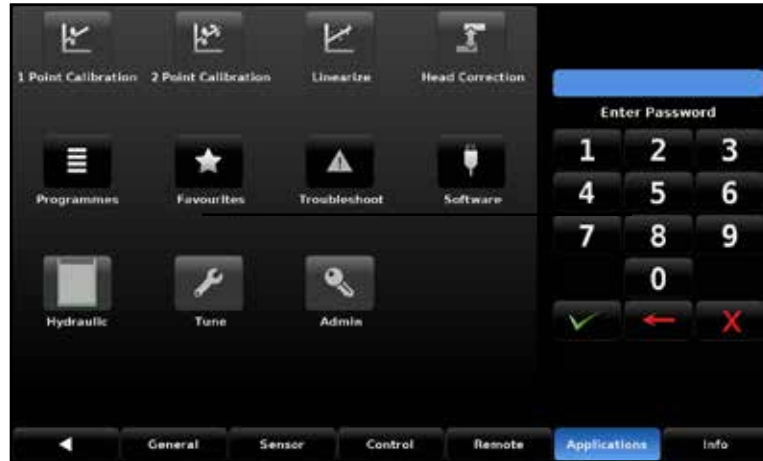 1 Point Calibration 2 Point Calibration Linearize Head Correction
Enter Password
1 2 3
Programmes Favourites Troubleshoot Software
4 5 6
7 8 9
0
Hydraulic Tune Admin
X
General Sensor Control Remote Applications Info